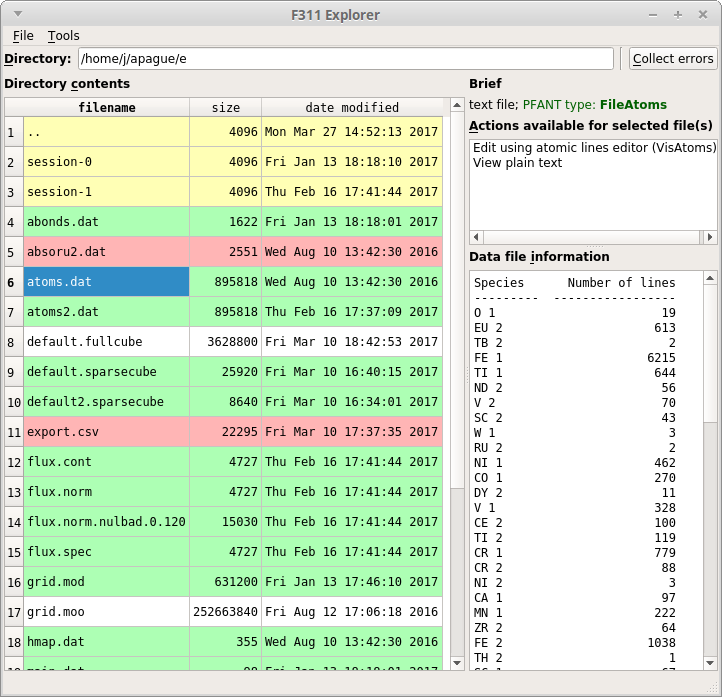 F311 Explorer
File Tools
Directory: /home/j/apague/e Collect errors
Directory contents
filename size date modified
1 .. 4096 Mon Mar 27 14:52:13 2017
2 session-0 4096 Fri Jan 13 18:18:10 2017
3 session-1 4096 Thu Feb 16 17:41:44 2017
4 abonds.dat 1622 Fri Jan 13 18:18:01 2017
5 absoru2.dat 2551 Wed Aug 10 13:42:30 2016
6 atoms.dat 895818 Wed Aug 10 13:42:30 2016
7 atoms2.dat 895818 Thu Feb 16 17:37:09 2017
8 default.fullcube 3628800 Fri Mar 10 18:42:53 2017
9 default.sparsecube 25920 Fri Mar 10 16:40:15 2017
10 default2.sparsecube 8640 Fri Mar 10 16:34:01 2017
11 export.csv 22295 Fri Mar 10 17:37:35 2017
12 flux.cont 4727 Thu Feb 16 17:41:44 2017
13 flux.norm 4727 Thu Feb 16 17:41:44 2017
14 flux.norm.nulbad.0.120 15030 Thu Feb 16 17:41:44 2017
15 flux.spec 4727 Thu Feb 16 17:41:44 2017
16 grid.mod 631200 Fri Jan 13 17:46:10 2017
17 grid.moo 252663840 Fri Aug 12 17:06:18 2016
18 hmap.dat 355 Wed Aug 10 13:42:30 2016
Brief
text file; PFANT type: FileAtoms
Actions available for selected file(s)
Edit using atomic lines editor (VisAtoms)
View plain text
Data file information
Species Number of lines
--------- -----------------
O 1 19
EU 2 613
TB 2 2
FE 1 6215
TI 1 644
ND 2 56
V 2 70
SC 2 43
W 1 3
RU 2 2
NI 1 462
CO 1 270
DY 2 11
V 1 328
CE 2 100
TI 2 119
CR 1 779
CR 2 88
NI 2 3
CA 1 97
MN 1 222
ZR 2 64
FE 2 1038
TH 2 1